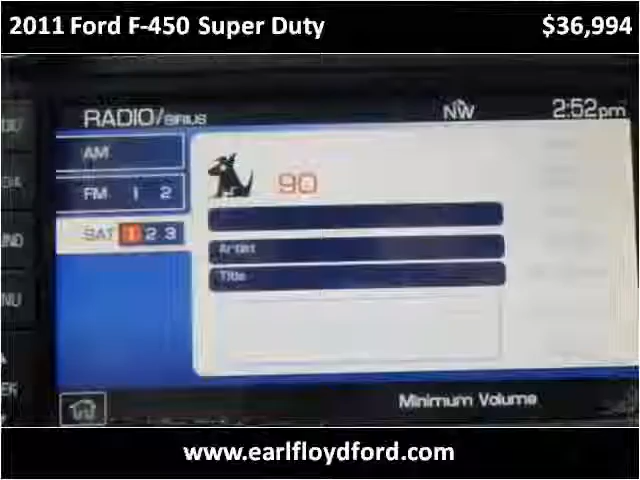 2011 Ford F-450 Super Duty $36,994
RADIO/SIRIUS NW 2:52pm
AM
FM 1 2
90
SAT 1 2 3
Artist
Title
Minimum Volume
www.earlfloydford.com